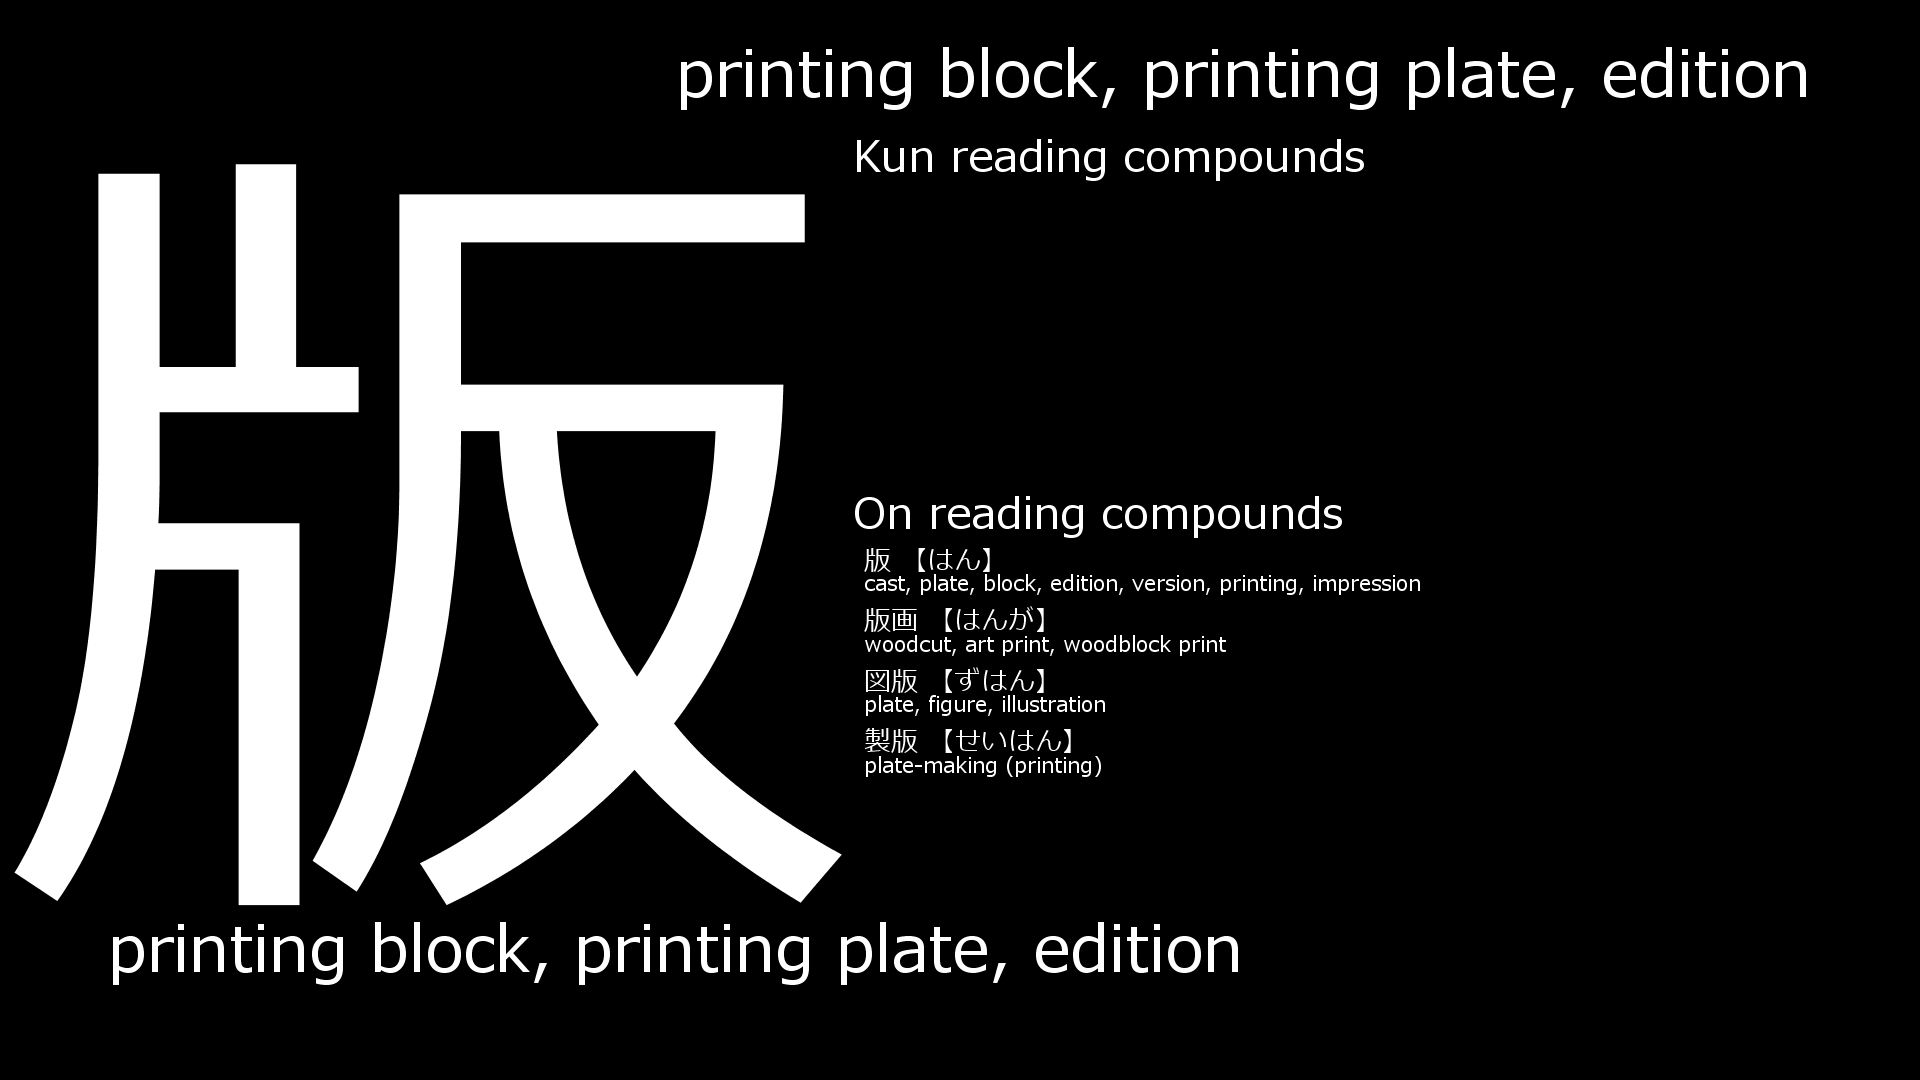 printing block, printing plate, edition
版
Kun reading compounds
On reading compounds
版 【はん】
cast, plate, block, edition, version, printing, impression
版画 【はんが】
woodcut, art print, woodblock print
図版 【ずはん】
plate, figure, illustration
製版 【せいはん】
plate-making (printing)
printing block, printing plate, edition